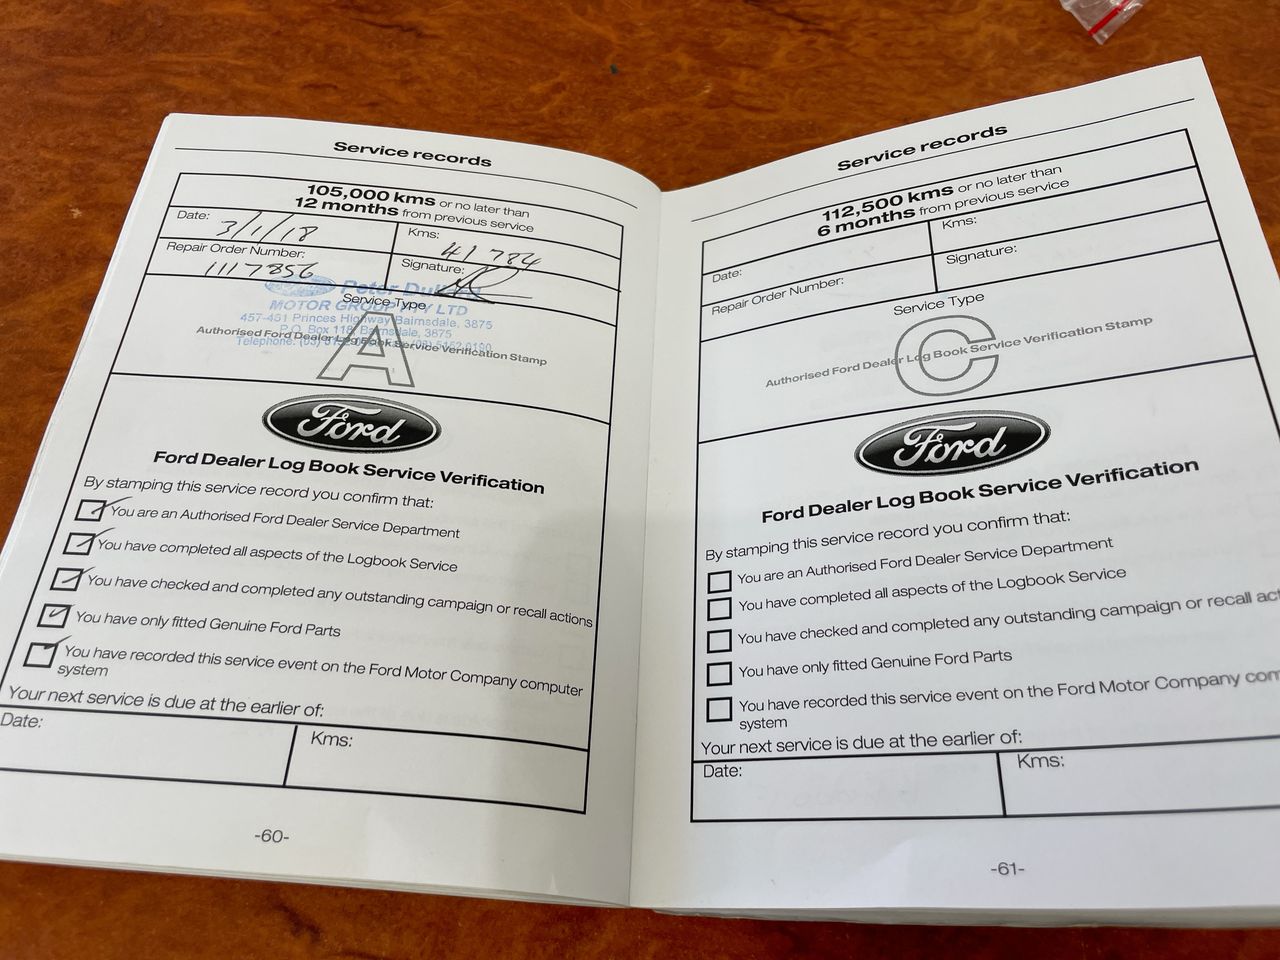 Service records
105,000 kms or no later than
12 months from previous service
Date: 3/1/18
Kms: 41 784
Repair Order Number: 1117856
Signature:
Peter
Service Type
MOTOR GROUP PTY LTD
457-461 Princes Highway Bairnsdale, 3875
P.O. Box 118, Bairnsdale, 3875
A
Authorised Ford Dealer Log Book Service Verification Stamp
Telephone: (03)
Ford
Ford Dealer Log Book Service Verification
By stamping this service record you confirm that:
You are an Authorised Ford Dealer Service Department
You have completed all aspects of the Logbook Service
You have checked and completed any outstanding campaign or recall actions
You have only fitted Genuine Ford Parts
You have recorded this service event on the Ford Motor Company computer
system
Your next service is due at the earlier of:
Date:
Kms:
-60-
Service records
112,500 kms or no later than
6 months from previous service
Date:
Kms:
Repair Order Number:
Signature:
Service Type
C
Authorised Ford Dealer Log Book Service Verification Stamp
Ford
Ford Dealer Log Book Service Verification
By stamping this service record you confirm that:
You are an Authorised Ford Dealer Service Department
You have completed all aspects of the Logbook Service
You have checked and completed any outstanding campaign or recall act
You have only fitted Genuine Ford Parts
You have recorded this service event on the Ford Motor Company com
system
Your next service is due at the earlier of:
Date:
Kms:
-61-